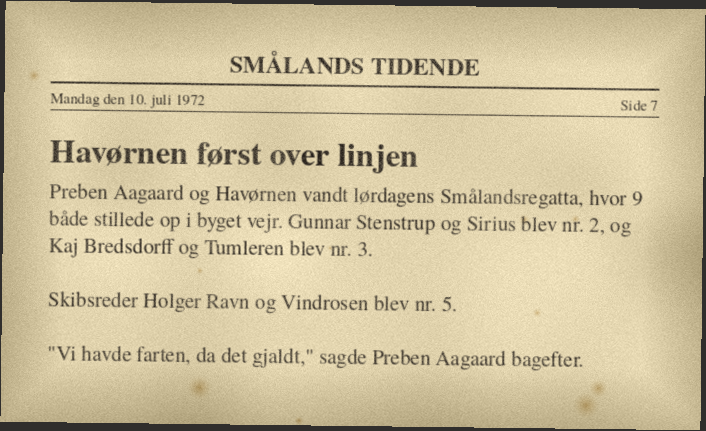 SMÅLANDS TIDENDE
Mandag den 10. juli 1972
Side 7
Havørnen først over linjen
Preben Aagaard og Havørnen vandt lørdagens Smålandsregatta, hvor 9
både stillede op i byget vejr. Gunnar Stenstrup og Sirius blev nr. 2, og
Kaj Bredsdorff og Tumleren blev nr. 3.
Skibsreder Holger Ravn og Vindrosen blev nr. 5.
"Vi havde farten, da det gjaldt," sagde Preben Aagaard bagefter.